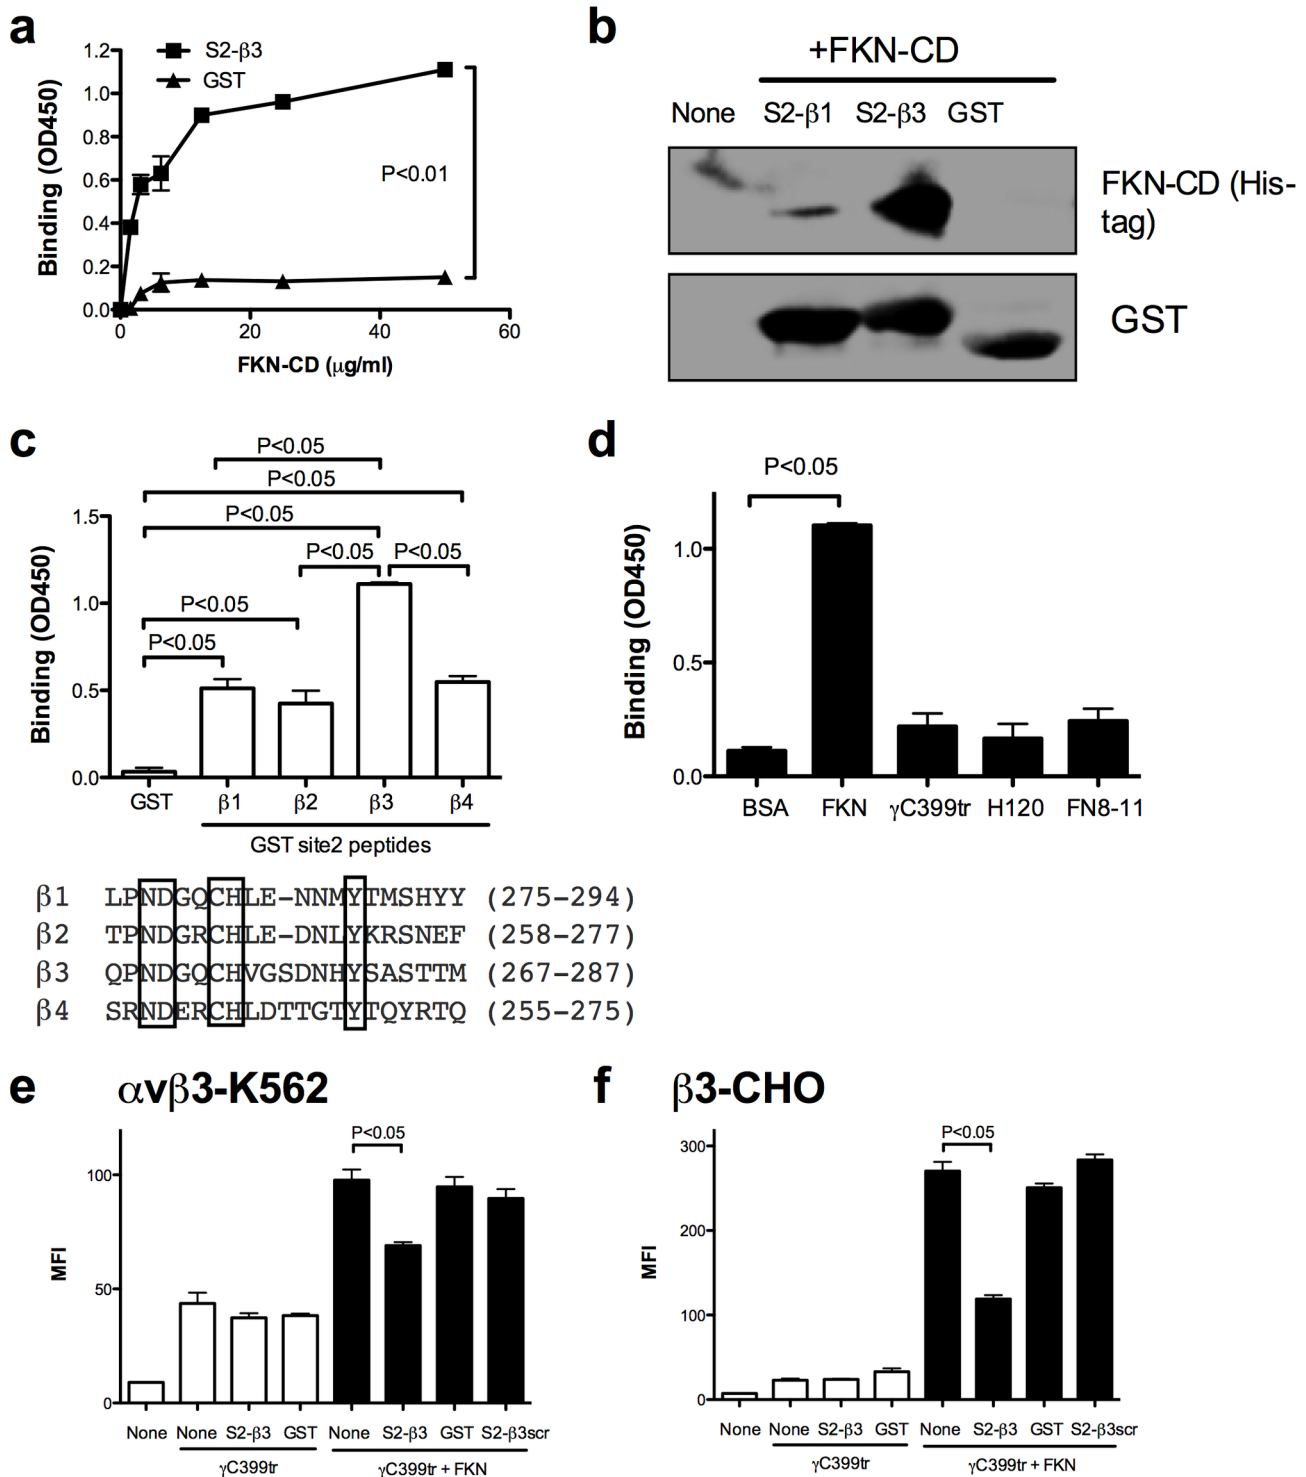 a
1.2
1.0
0.8
0.6
0.4
0.2
0.0
0
20
40
60
Binding (OD450)
FKN-CD (μg/ml)
S2-β3
GST
P<0.01
b
+FKN-CD
None S2-β1 S2-β3 GST
FKN-CD (His-
tag)
GST
c
P<0.05
P<0.05
P<0.05
P<0.05 P<0.05
P<0.05
P<0.05
1.5
1.0
0.5
0.0
Binding (OD450)
GST β1 β2 β3 β4
GST site2 peptides
β1 LPNDGQCHLE-NNMYTMSHYY (275-294)
β2 TPNDGRCHLE-DNLYKRSNEF (258-277)
β3 QPNDGQCHVGSDNHYSASTTM (267-287)
β4 SRNDERCHLDTTGTYTQYRTQ (255-275)
d
P<0.05
1.0
0.5
0.0
Binding (OD450)
BSA FKN γC399tr H120 FN8-11
e
αvβ3-K562
P<0.05
100
50
0
MFI
None None S2-β3 GST None S2-β3 GST S2-β3scr
γC399tr γC399tr + FKN
f
β3-CHO
P<0.05
300
200
100
0
MFI
None None S2-β3 GST None S2-β3 GST S2-β3scr
γC399tr γC399tr + FKN